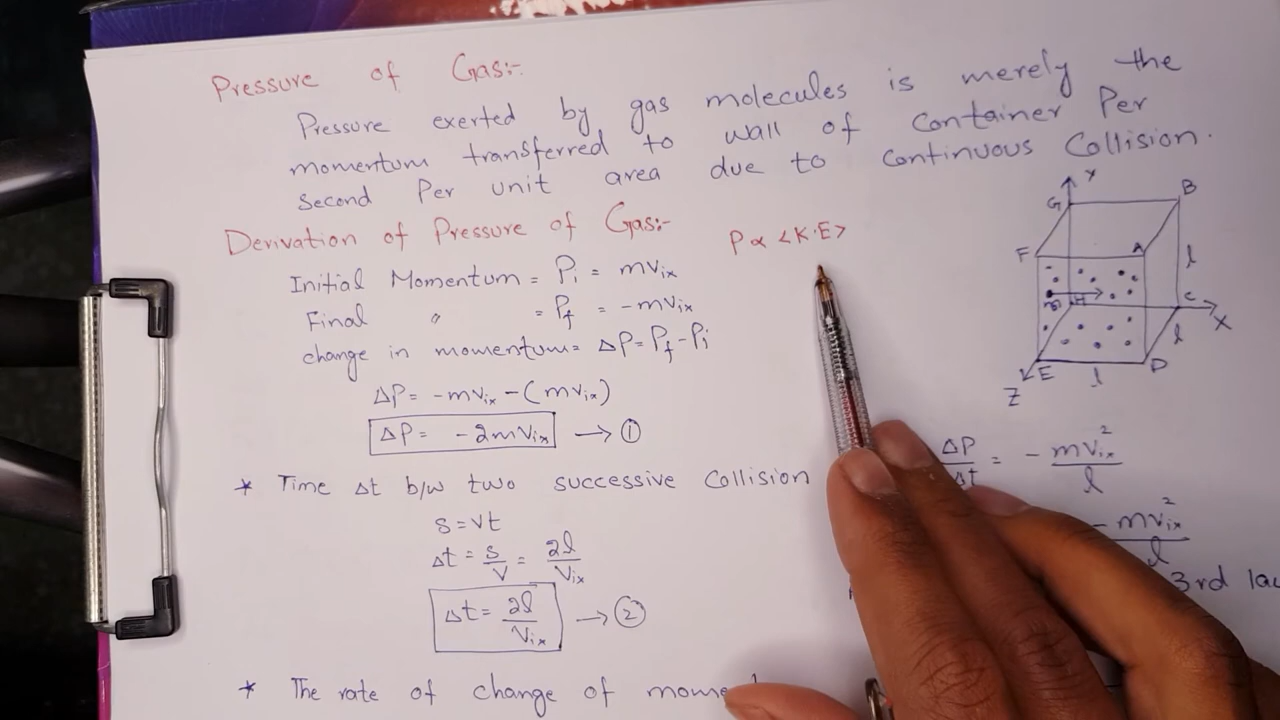 Pressure of Gas:-
Pressure exerted by gas molecules is merely the
momentum transferred to wall of Container Per
Second Per unit area due to Continuous Collision.
Derivation of Pressure of Gas:-
P ∝ <K.E>
Initial Momentum = Pi = mvix
Final " = Pf = -mvix
change in momentum = ΔP = Pf - Pi
ΔP = -mvix - (mvix)
ΔP = -2mvix → ①
* Time Δt b/w two successive Collision
S = vt
Δt = S/V = 2l/Vix
Δt = 2l/Vix → ②
* The rate of change of mome
Y
G
B
F
A
l
m
H
C
X
l
E
D
Z
l
ΔP/Δt = - mvix²/l
- mvix²/l
3rd la